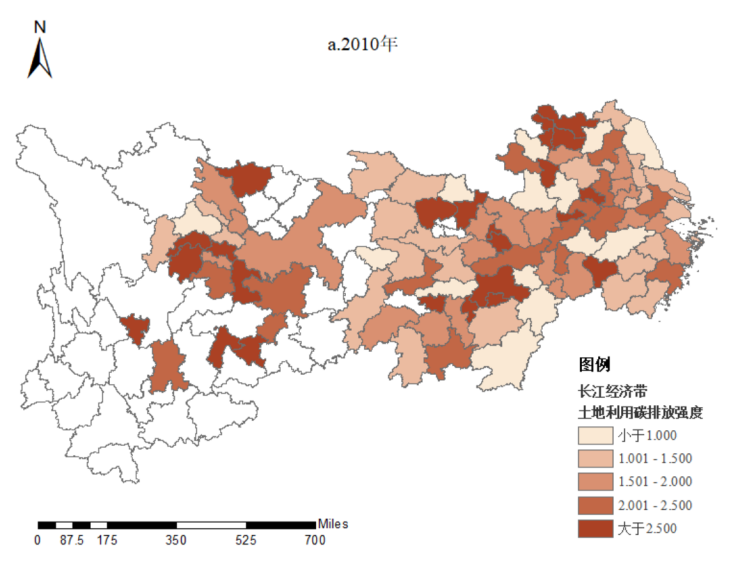 N
a.2010年
图例
长江经济带
土地利用碳排放强度
小于1.000
1.001 - 1.500
1.501 - 2.000
2.001 - 2.500
大于2.500
Miles
0 87.5 175 350 525 700